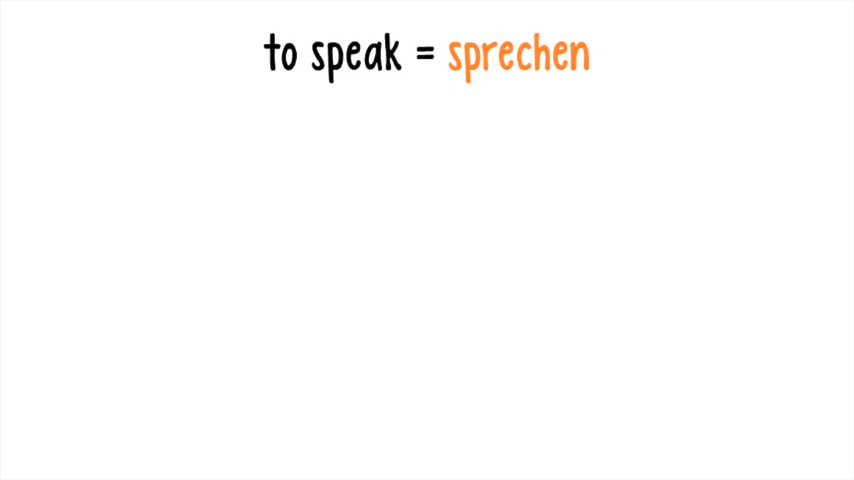 to speak = sprechen